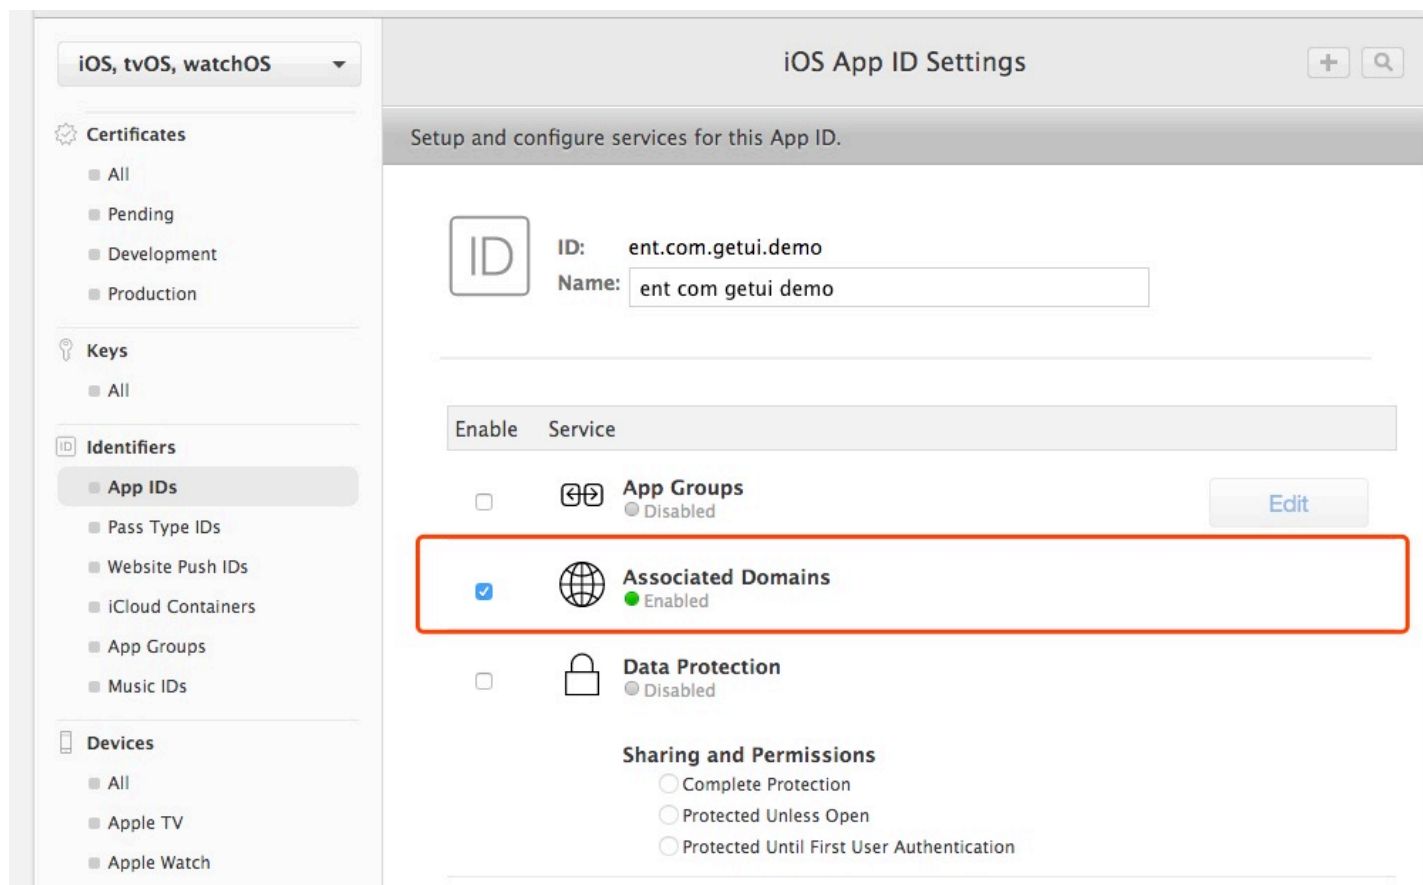 iOS, tvOS, watchOS
Certificates
All
Pending
Development
Production
Keys
All
ID Identifiers
App IDs
Pass Type IDs
Website Push IDs
iCloud Containers
App Groups
Music IDs
Devices
All
Apple TV
Apple Watch
iOS App ID Settings
Setup and configure services for this App ID.
ID
ID: ent.com.getui.demo
Name: ent com getui demo
Enable Service
App Groups
Disabled
Edit
Associated Domains
Enabled
Data Protection
Disabled
Sharing and Permissions
Complete Protection
Protected Unless Open
Protected Until First User Authentication